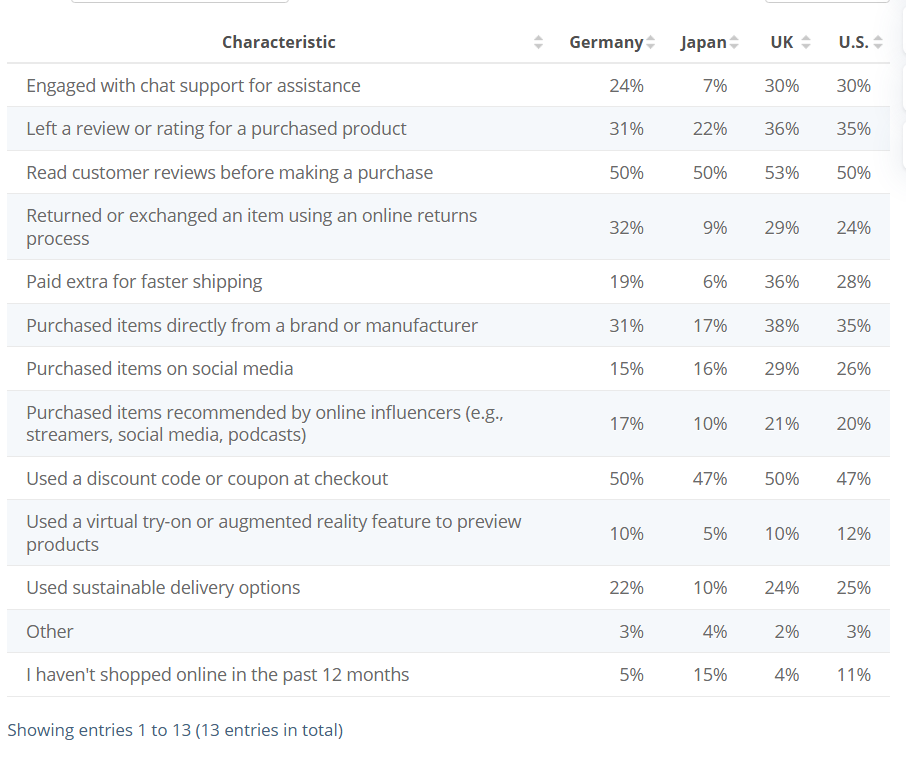 Characteristic Germany Japan UK U.S.
Engaged with chat support for assistance 24% 7% 30% 30%
Left a review or rating for a purchased product 31% 22% 36% 35%
Read customer reviews before making a purchase 50% 50% 53% 50%
Returned or exchanged an item using an online returns
process 32% 9% 29% 24%
Paid extra for faster shipping 19% 6% 36% 28%
Purchased items directly from a brand or manufacturer 31% 17% 38% 35%
Purchased items on social media 15% 16% 29% 26%
Purchased items recommended by online influencers (e.g.,
streamers, social media, podcasts) 17% 10% 21% 20%
Used a discount code or coupon at checkout 50% 47% 50% 47%
Used a virtual try-on or augmented reality feature to preview
products 10% 5% 10% 12%
Used sustainable delivery options 22% 10% 24% 25%
Other 3% 4% 2% 3%
I haven't shopped online in the past 12 months 5% 15% 4% 11%
Showing entries 1 to 13 (13 entries in total)